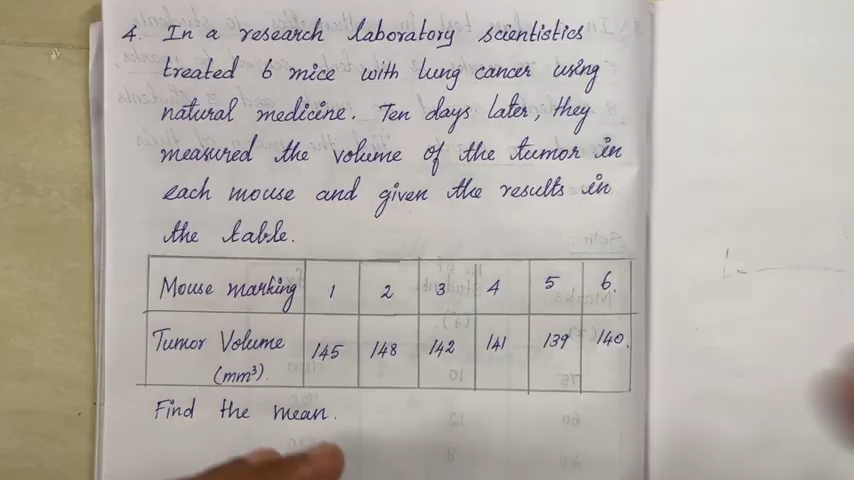 4. In a research laboratory scientistics
treated 6 mice with lung cancer using
natural medicine. Ten days later, they
measured the volume of the tumor in
each mouse and given the results in
the table.
Mouse marking 1 2 3 4 5 6.
Tumor Volume 145 148 142 141 139 140.
(mm³).
Find the mean.